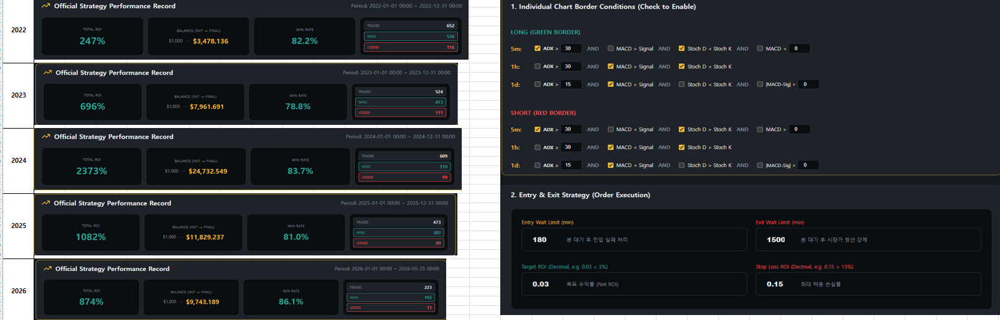 2022
Official Strategy Performance Record
Period: 2022-01-01 00:00 ~ 2022-12-31 00:00
TOTAL ROI
247%
BALANCE (INIT → FINAL)
$1,000 → $3,478.136
WIN RATE
82.2%
TRADES 652
WINS 536
LOSSES 116
2023
Official Strategy Performance Record
Period: 2023-01-01 00:00 ~ 2023-12-31 00:00
TOTAL ROI
696%
BALANCE (INIT → FINAL)
$1,000 → $7,961.691
WIN RATE
78.8%
TRADES 524
WINS 413
LOSSES 111
2024
Official Strategy Performance Record
Period: 2024-01-01 00:00 ~ 2024-12-31 00:00
TOTAL ROI
2373%
BALANCE (INIT → FINAL)
$1,000 → $24,732.549
WIN RATE
83.7%
TRADES 609
WINS 510
LOSSES 99
2025
Official Strategy Performance Record
Period: 2025-01-01 00:00 ~ 2025-12-31 00:00
TOTAL ROI
1082%
BALANCE (INIT → FINAL)
$1,000 → $11,829.237
WIN RATE
81.0%
TRADES 473
WINS 383
LOSSES 90
2026
Official Strategy Performance Record
Period: 2026-01-01 00:00 ~ 2026-05-25 00:00
TOTAL ROI
874%
BALANCE (INIT → FINAL)
$1,000 → $9,743.189
WIN RATE
86.1%
TRADES 223
WINS 192
LOSSES 31
1. Individual Chart Border Conditions (Check to Enable)
LONG (GREEN BORDER)
5m: ADX > 30 AND MACD > Signal AND Stoch D < Stoch K AND MACD < 0
1h: ADX > 30 AND MACD > Signal AND Stoch D < Stoch K
1d: ADX > 15 AND MACD > Signal AND Stoch D < Stoch K AND |MACD-Sig| > 0
SHORT (RED BORDER)
5m: ADX > 30 AND MACD < Signal AND Stoch D > Stoch K AND MACD > 0
1h: ADX > 30 AND MACD < Signal AND Stoch D > Stoch K
1d: ADX > 15 AND MACD < Signal AND Stoch D > Stoch K AND |MACD-Sig| > 0
2. Entry & Exit Strategy (Order Execution)
Entry Wait Limit (min)
180 분 대기 후 진입 실패 처리
Exit Wait Limit (min)
1500 분 대기 후 시장가 청산 강제
Target ROI (Decimal, e.g. 0.03 = 3%)
0.03 목표 수익률 (Net ROI)
Stop Loss ROI (Decimal, e.g. 0.15 = 15%)
0.15 최대 허용 손실률